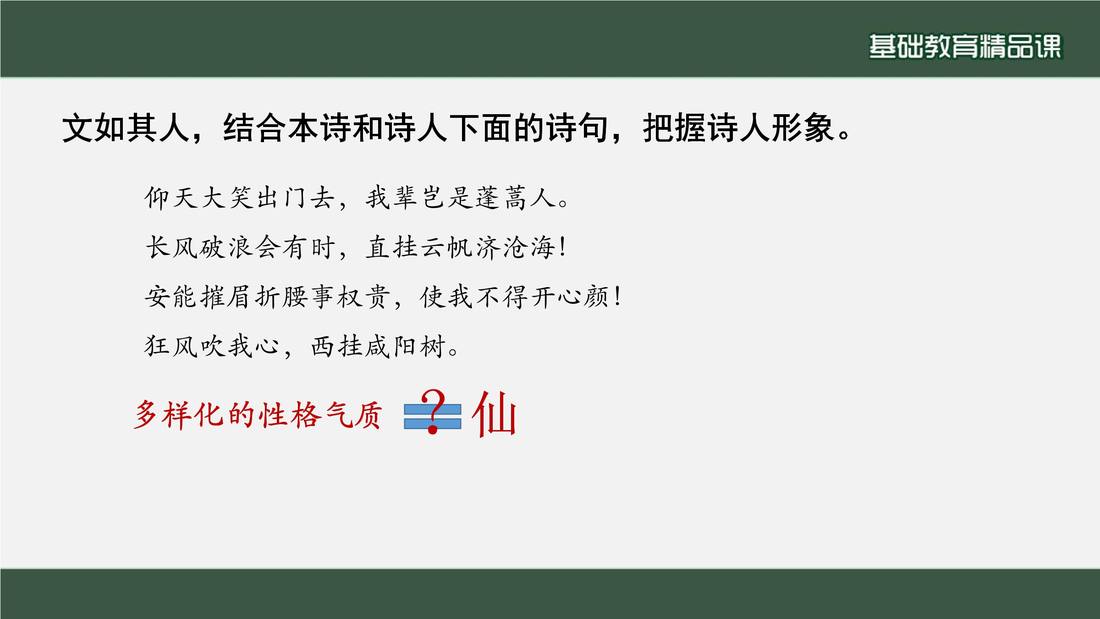 基础教育精品课
文如其人，结合本诗和诗人下面的诗句，把握诗人形象。
仰天大笑出门去，我辈岂是蓬蒿人。
长风破浪会有时，直挂云帆济沧海！
安能摧眉折腰事权贵，使我不得开心颜！
狂风吹我心，西挂咸阳树。
多样化的性格气质 ？ 仙